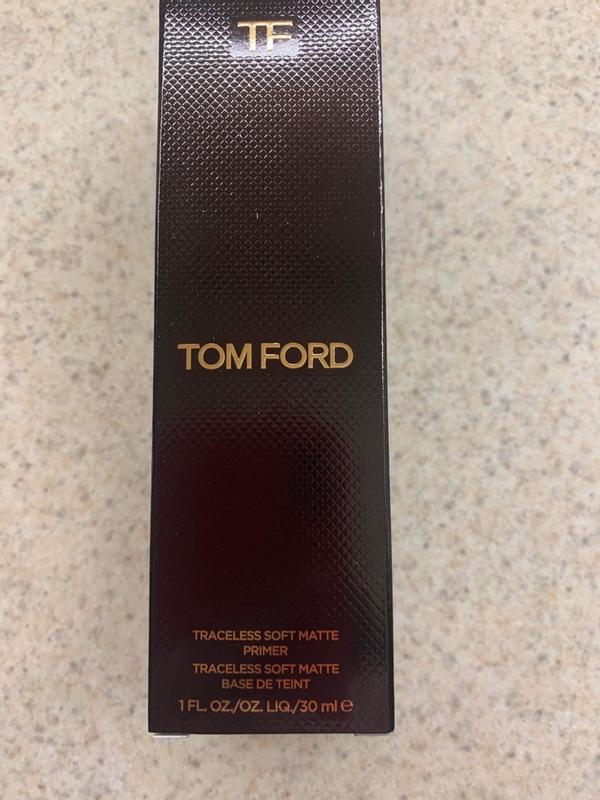 TF
TOM FORD
TRACELESS SOFT MATTE
PRIMER
TRACELESS SOFT MATTE
BASE DE TEINT
1 FL. OZ./OZ. LIQ./30 ml ℮